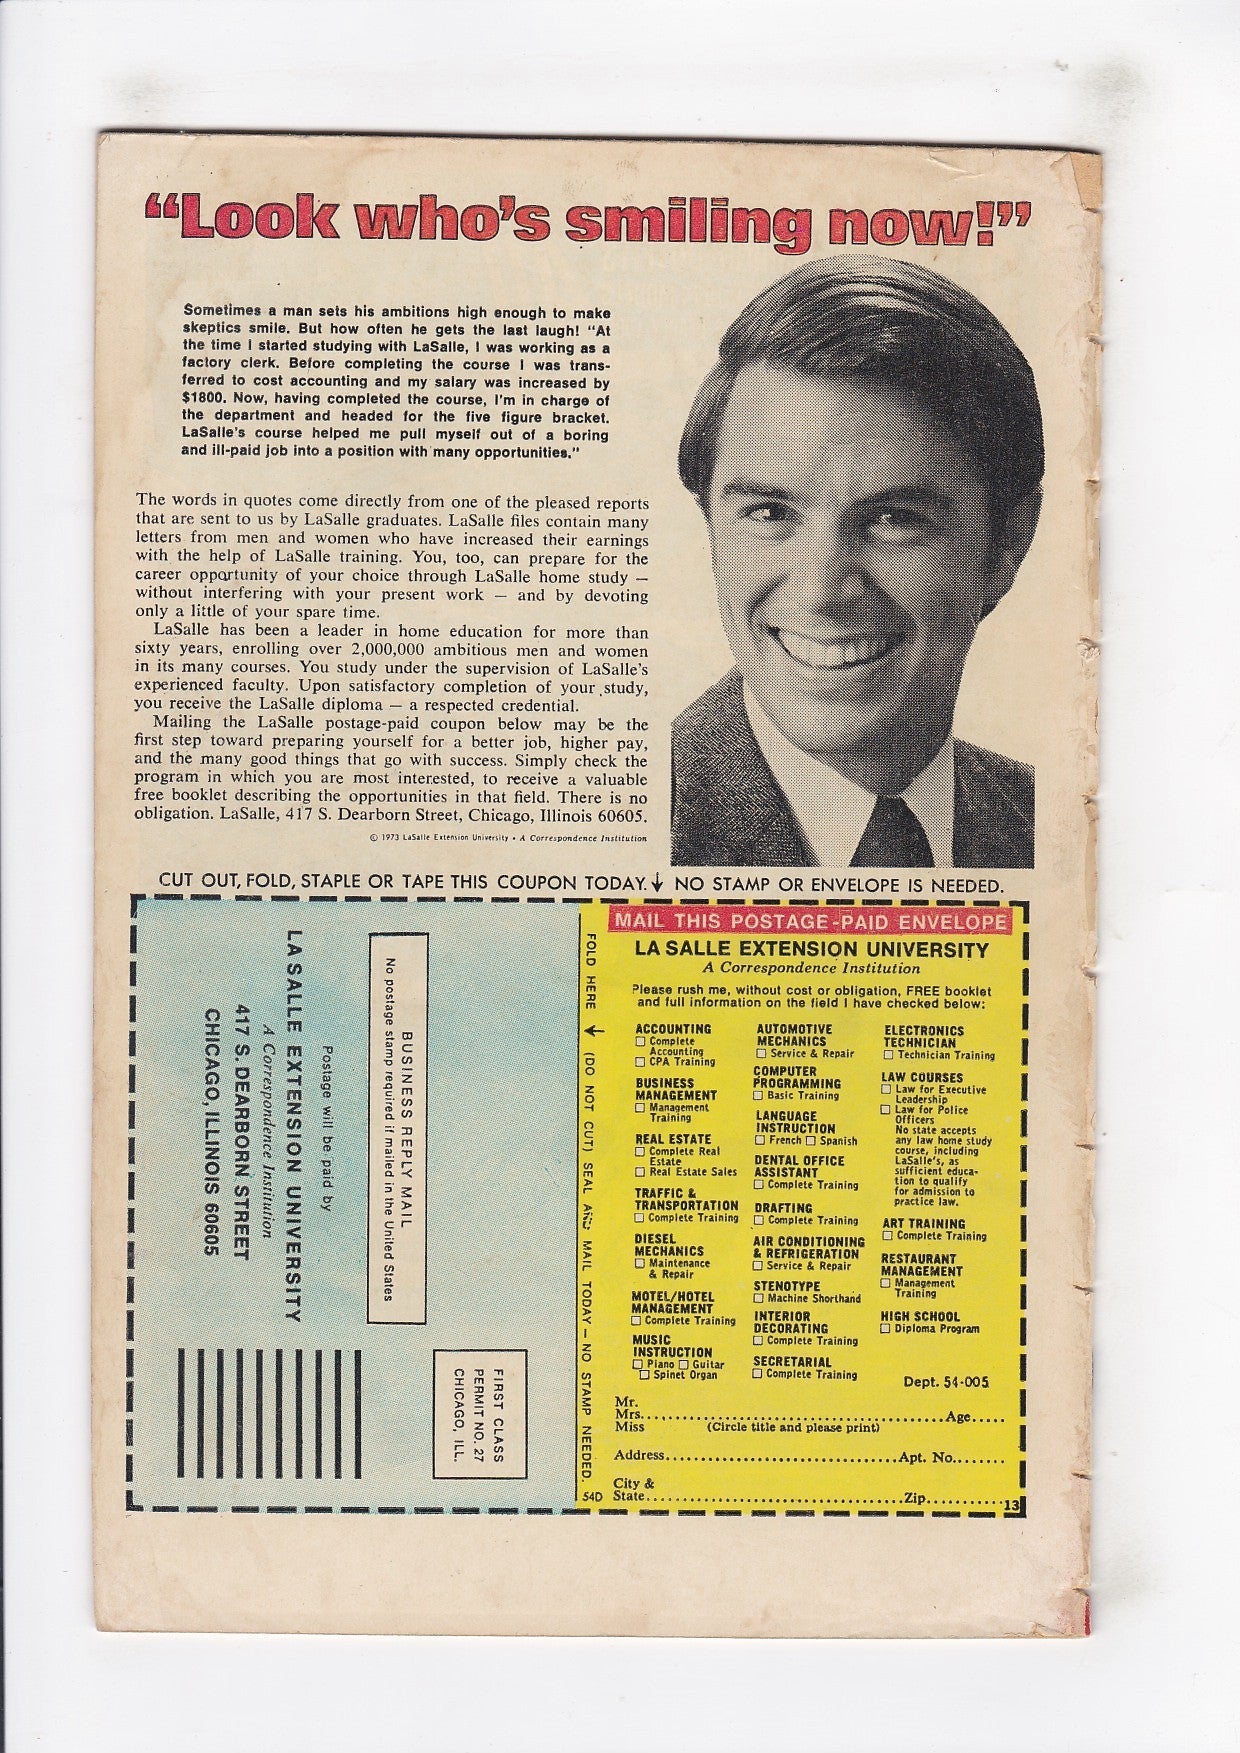 “Look who's smiling now!”
Sometimes a man sets his ambitions high enough to make
skeptics smile. But how often he gets the last laugh! “At
the time I started studying with LaSalle, I was working as a
factory clerk. Before completing the course I was trans-
ferred to cost accounting and my salary was increased by
$1800. Now, having completed the course, I'm in charge of
the department and headed for the five figure bracket.
LaSalle's course helped me pull myself out of a boring
and ill-paid job into a position with many opportunities.”
The words in quotes come directly from one of the pleased reports
that are sent to us by LaSalle graduates. LaSalle files contain many
letters from men and women who have increased their earnings
with the help of LaSalle training. You, too, can prepare for the
career opportunity of your choice through LaSalle home study —
without interfering with your present work — and by devoting
only a little of your spare time.
LaSalle has been a leader in home education for more than
sixty years, enrolling over 2,000,000 ambitious men and women
in its many courses. You study under the supervision of LaSalle's
experienced faculty. Upon satisfactory completion of your study,
you receive the LaSalle diploma — a respected credential.
Mailing the LaSalle postage-paid coupon below may be the
first step toward preparing yourself for a better job, higher pay,
and the many good things that go with success. Simply check the
program in which you are most interested, to receive a valuable
free booklet describing the opportunities in that field. There is no
obligation. LaSalle, 417 S. Dearborn Street, Chicago, Illinois 60605.
© 1973 LaSalle Extension University • A Correspondence Institution
CUT OUT, FOLD, STAPLE OR TAPE THIS COUPON TODAY. ↓ NO STAMP OR ENVELOPE IS NEEDED.
BUSINESS REPLY MAIL
No postage stamp required if mailed in the United States
Postage will be paid by
LA SALLE EXTENSION UNIVERSITY
A Correspondence Institution
417 S. DEARBORN STREET
CHICAGO, ILLINOIS 60605
FIRST CLASS
PERMIT NO. 27
CHICAGO, ILL.
FOLD HERE ↓ (DO NOT CUT) SEAL AND MAIL TODAY – NO STAMP NEEDED.
54D
MAIL THIS POSTAGE-PAID ENVELOPE
LA SALLE EXTENSION UNIVERSITY
A Correspondence Institution
Please rush me, without cost or obligation, FREE booklet
and full information on the field I have checked below:
ACCOUNTING
☐ Complete
Accounting
☐ CPA Training
BUSINESS
MANAGEMENT
☐ Management
Training
REAL ESTATE
☐ Complete Real
Estate
☐ Real Estate Sales
TRAFFIC &
TRANSPORTATION
☐ Complete Training
DIESEL
MECHANICS
☐ Maintenance
& Repair
MOTEL/HOTEL
MANAGEMENT
☐ Complete Training
MUSIC
INSTRUCTION
☐ Piano ☐ Guitar
☐ Spinet Organ
AUTOMOTIVE
MECHANICS
☐ Service & Repair
COMPUTER
PROGRAMMING
☐ Basic Training
LANGUAGE
INSTRUCTION
☐ French ☐ Spanish
DENTAL OFFICE
ASSISTANT
☐ Complete Training
DRAFTING
☐ Complete Training
AIR CONDITIONING
& REFRIGERATION
☐ Service & Repair
STENOTYPE
☐ Machine Shorthand
INTERIOR
DECORATING
☐ Complete Training
SECRETARIAL
☐ Complete Training
ELECTRONICS
TECHNICIAN
☐ Technician Training
LAW COURSES
☐ Law for Executive
Leadership
☐ Law for Police
Officers
No state accepts
any law home study
course, including
LaSalle's, as
sufficient educa-
tion to qualify
for admission to
practice law.
ART TRAINING
☐ Complete Training
RESTAURANT
MANAGEMENT
☐ Management
Training
HIGH SCHOOL
☐ Diploma Program
Dept. 54-005
Mr.
Mrs.............................................Age.....
Miss (Circle title and please print)
Address..................................Apt. No........
City &
State......................................Zip............13